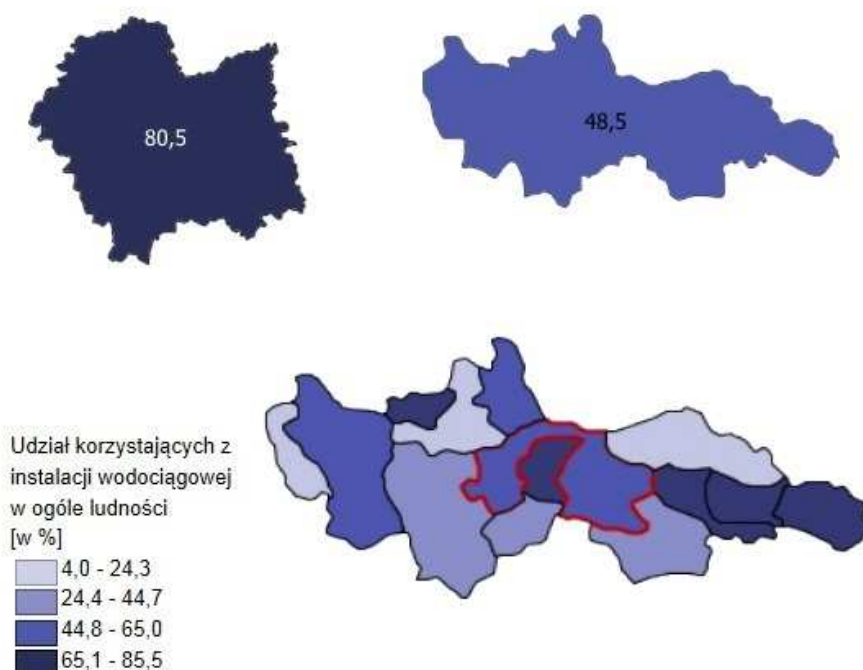 80,5
48,5
Udział korzystających z
instalacji wodociągowej
w ogóle ludności
[w %]
4,0 - 24,3
24,4 - 44,7
44,8 - 65,0
65,1 - 85,5